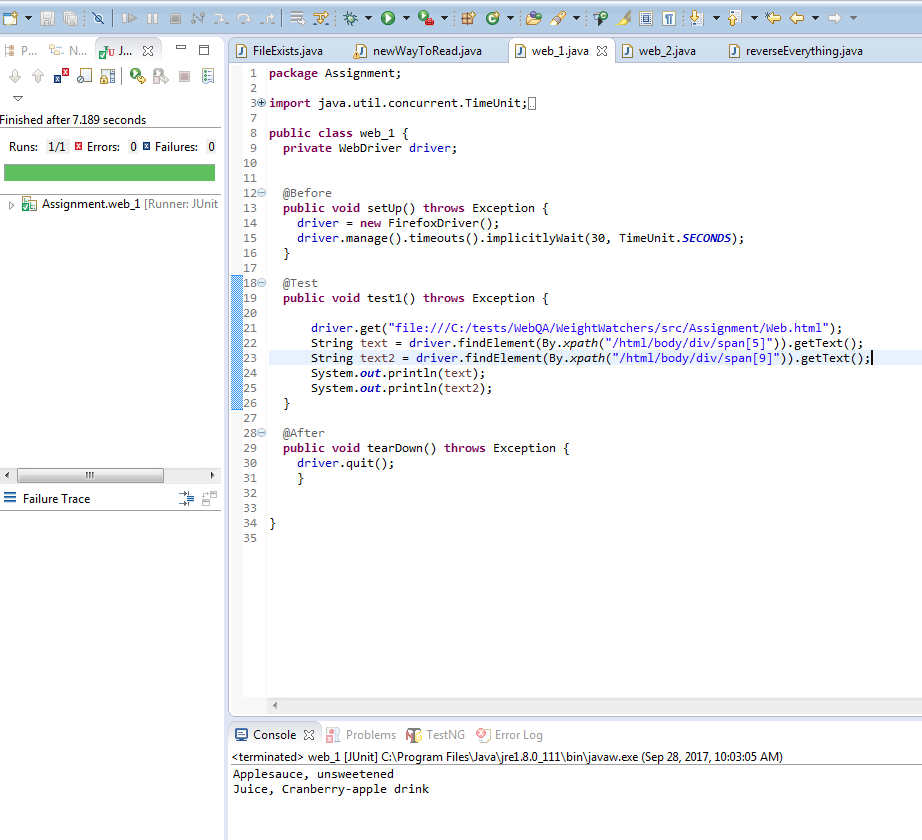 P... N... J...
Finished after 7.189 seconds
Runs: 1/1 Errors: 0 Failures: 0
Assignment.web_1 [Runner: JUnit
Failure Trace
FileExists.java newWayToRead.java web_1.java web_2.java reverseEverything.java
1 package Assignment;
2
3 import java.util.concurrent.TimeUnit;
7
8 public class web_1 {
9 private WebDriver driver;
10
11
12 @Before
13 public void setUp() throws Exception {
14 driver = new FirefoxDriver();
15 driver.manage().timeouts().implicitlyWait(30, TimeUnit.SECONDS);
16 }
17
18 @Test
19 public void test1() throws Exception {
20
21 driver.get("file:///C:/tests/WebQA/WeightWatchers/src/Assignment/Web.html");
22 String text = driver.findElement(By.xpath("/html/body/div/span[5]")).getText();
23 String text2 = driver.findElement(By.xpath("/html/body/div/span[9]")).getText();
24 System.out.println(text);
25 System.out.println(text2);
26 }
27
28 @After
29 public void tearDown() throws Exception {
30 driver.quit();
31 }
32
33
34 }
35
Console Problems TestNG Error Log
<terminated> web_1 [JUnit] C:\Program Files\Java\jre1.8.0_111\bin\javaw.exe (Sep 28, 2017, 10:03:05 AM)
Applesauce, unsweetened
Juice, Cranberry-apple drink